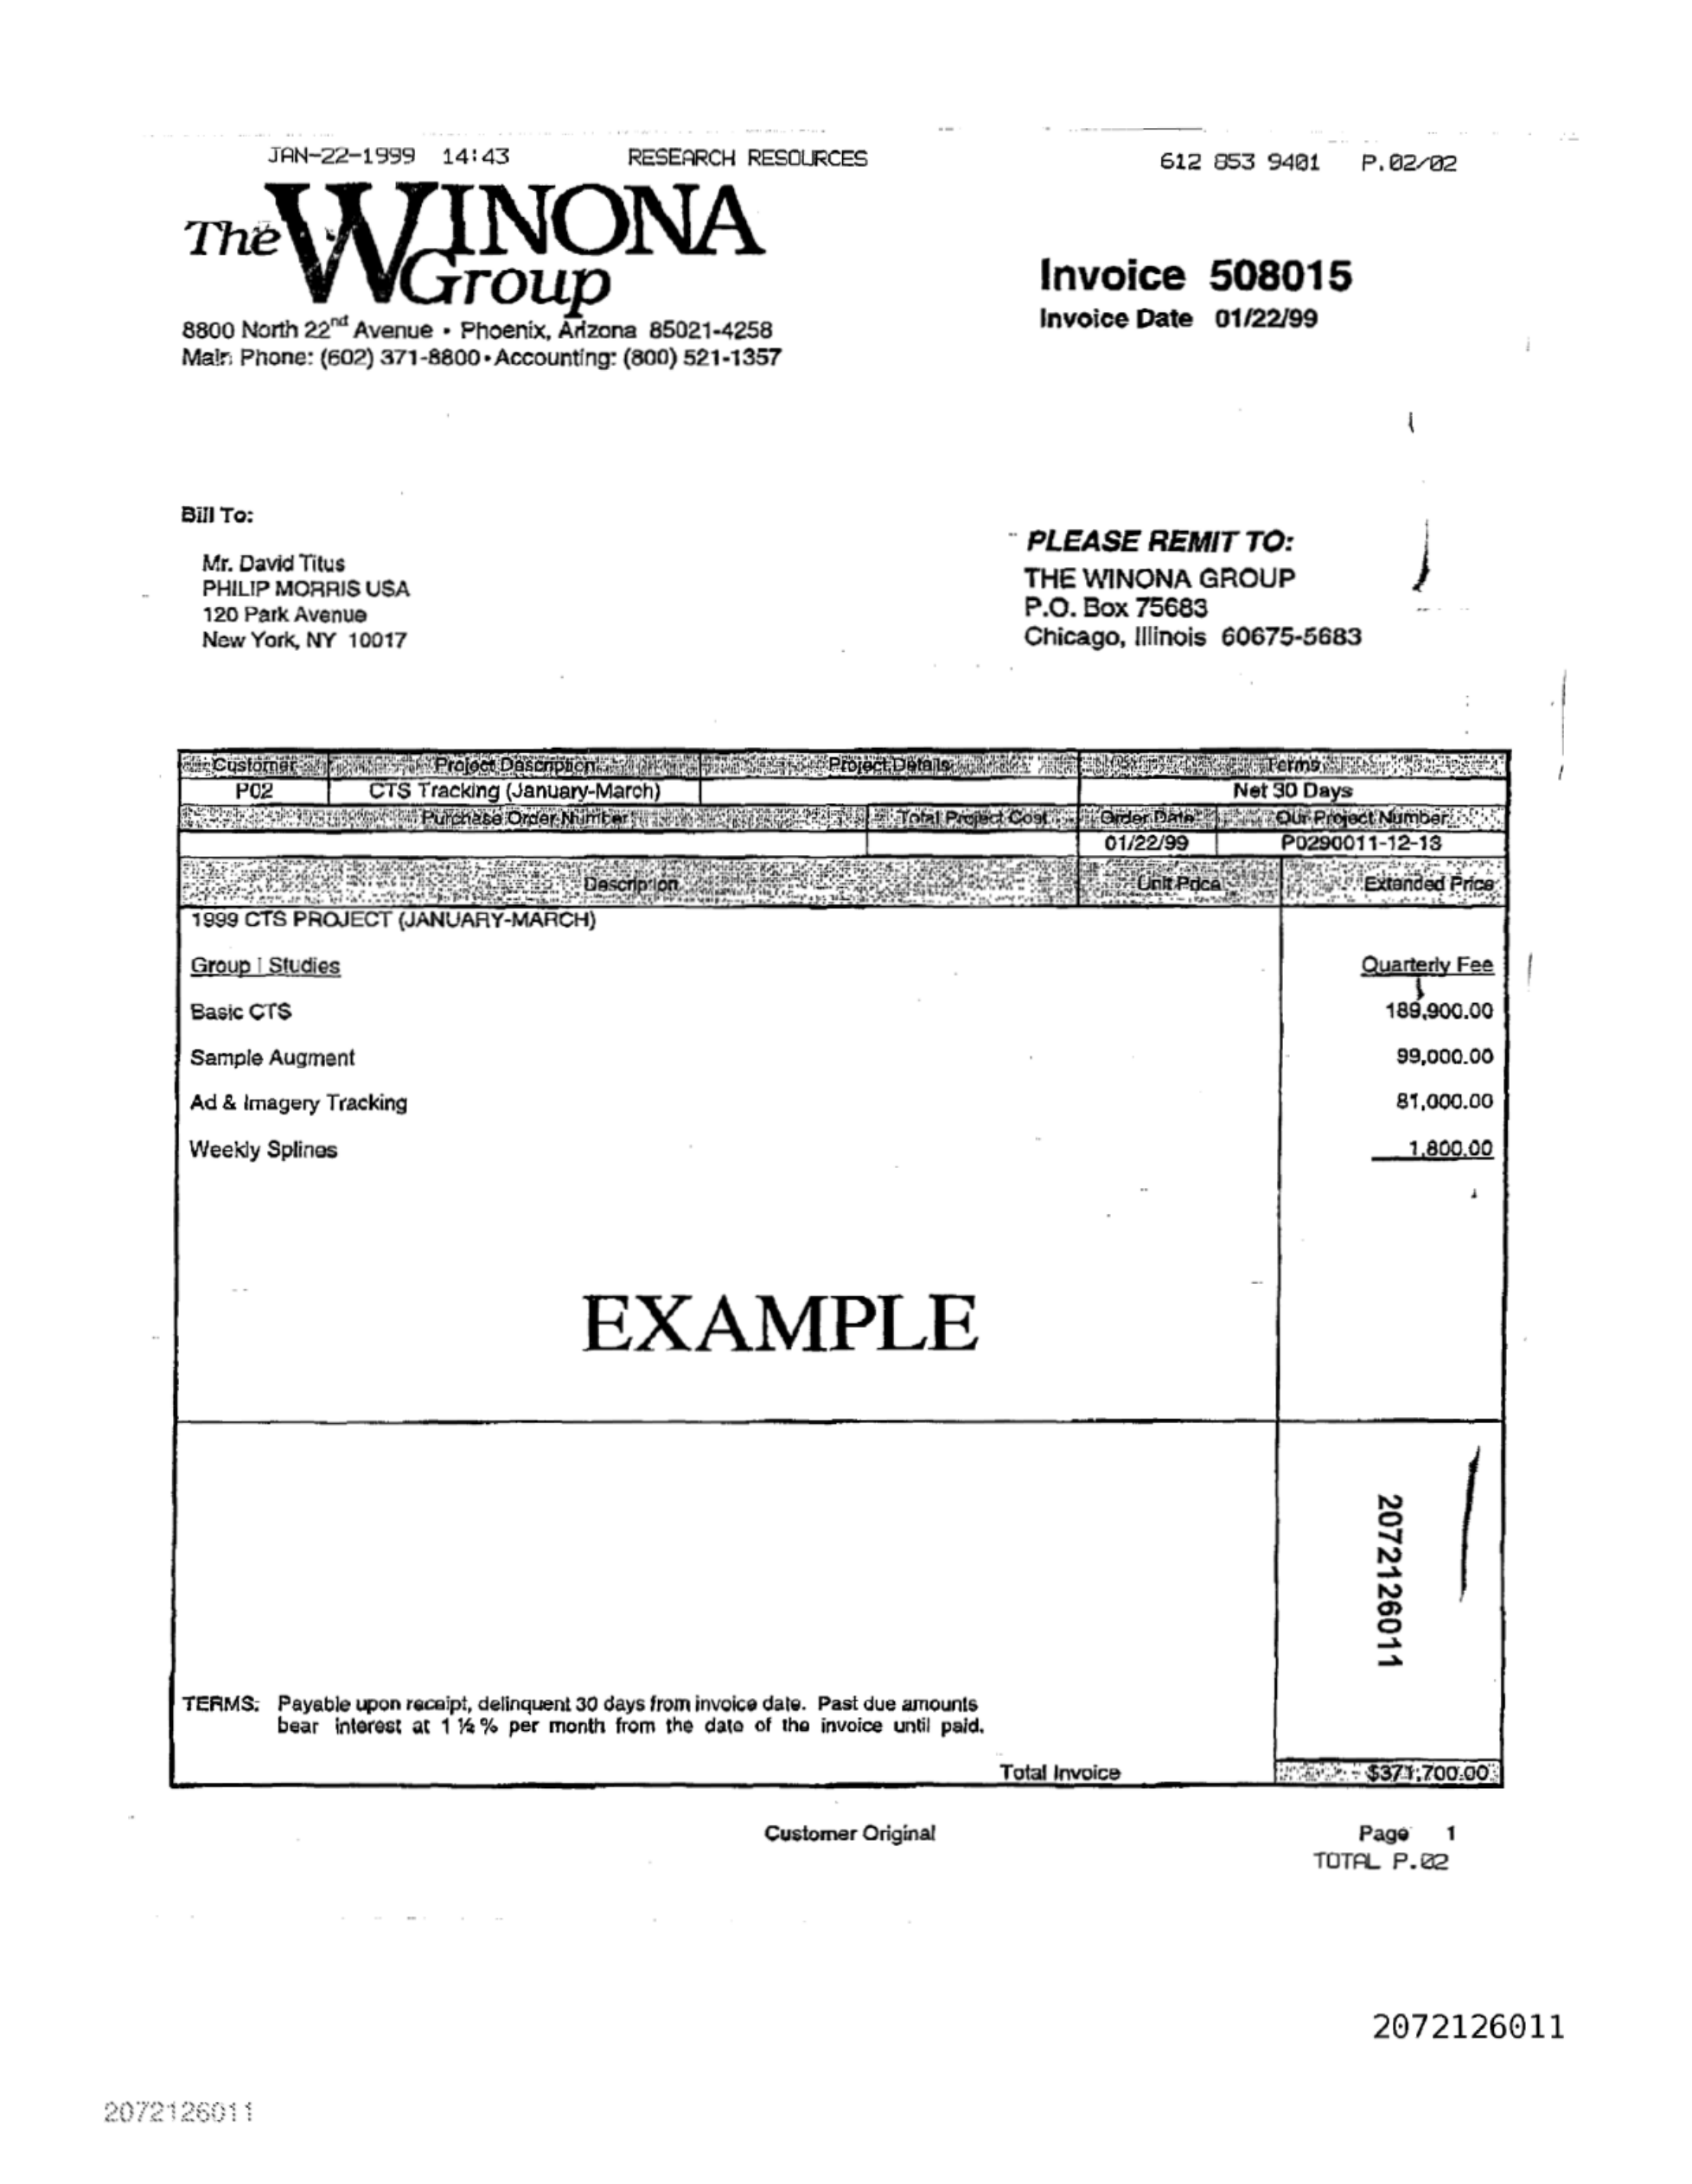 JAN-22-1999 14:43 RESEARCH RESOURCES 612 853 9401 P.02/02
The WINONA Group
8800 North 22nd Avenue • Phoenix, Arizona 85021-4258
Main Phone: (602) 371-8800 • Accounting: (800) 521-1357
Invoice 508015
Invoice Date 01/22/99
Bill To:
Mr. David Titus
PHILIP MORRIS USA
120 Park Avenue
New York, NY 10017
PLEASE REMIT TO:
THE WINONA GROUP
P.O. Box 75683
Chicago, Illinois 60675-5683
Customer Project Description Project Details Terms
P02 CTS Tracking (January-March) Net 30 Days
Purchase Order Number Total Project Cost Order Date Our Project Number
01/22/99 P0290011-12-13
Description Unit Price Extended Price
1999 CTS PROJECT (JANUARY-MARCH)
Group I Studies Quarterly Fee
Basic CTS 189,900.00
Sample Augment 99,000.00
Ad & Imagery Tracking 81,000.00
Weekly Splines 1,800.00
EXAMPLE
2072126011
TERMS: Payable upon receipt, delinquent 30 days from invoice date. Past due amounts
bear interest at 1 ½ % per month from the date of the invoice until paid.
Total Invoice $371,700.00
Customer Original Page 1
TOTAL P.02
2072126011
2072126011